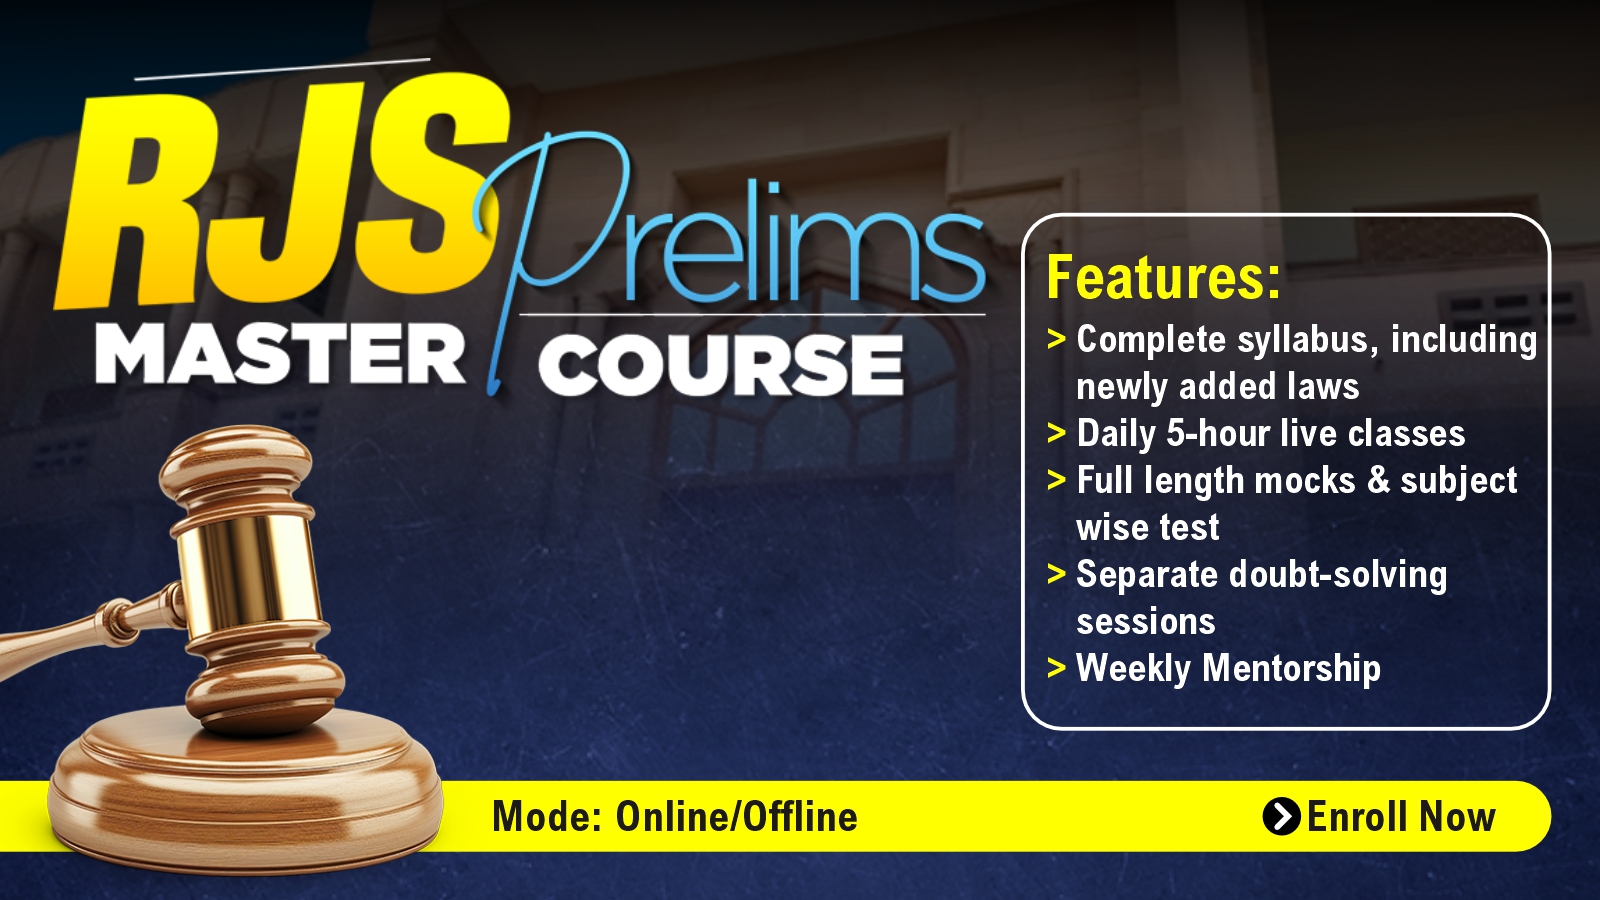 RJS Prelims
MASTER COURSE
Features:
> Complete syllabus, including
newly added laws
> Daily 5-hour live classes
> Full length mocks & subject
wise test
> Separate doubt-solving
sessions
> Weekly Mentorship
Mode: Online/Offline
Enroll Now